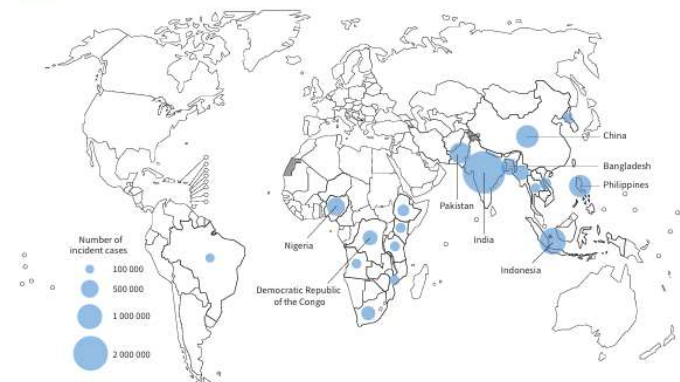 China
Bangladesh
Philippines
Pakistan
India
Nigeria
Indonesia
Democratic Republic
of the Congo
Number of
incident cases
100 000
500 000
1 000 000
2 000 000